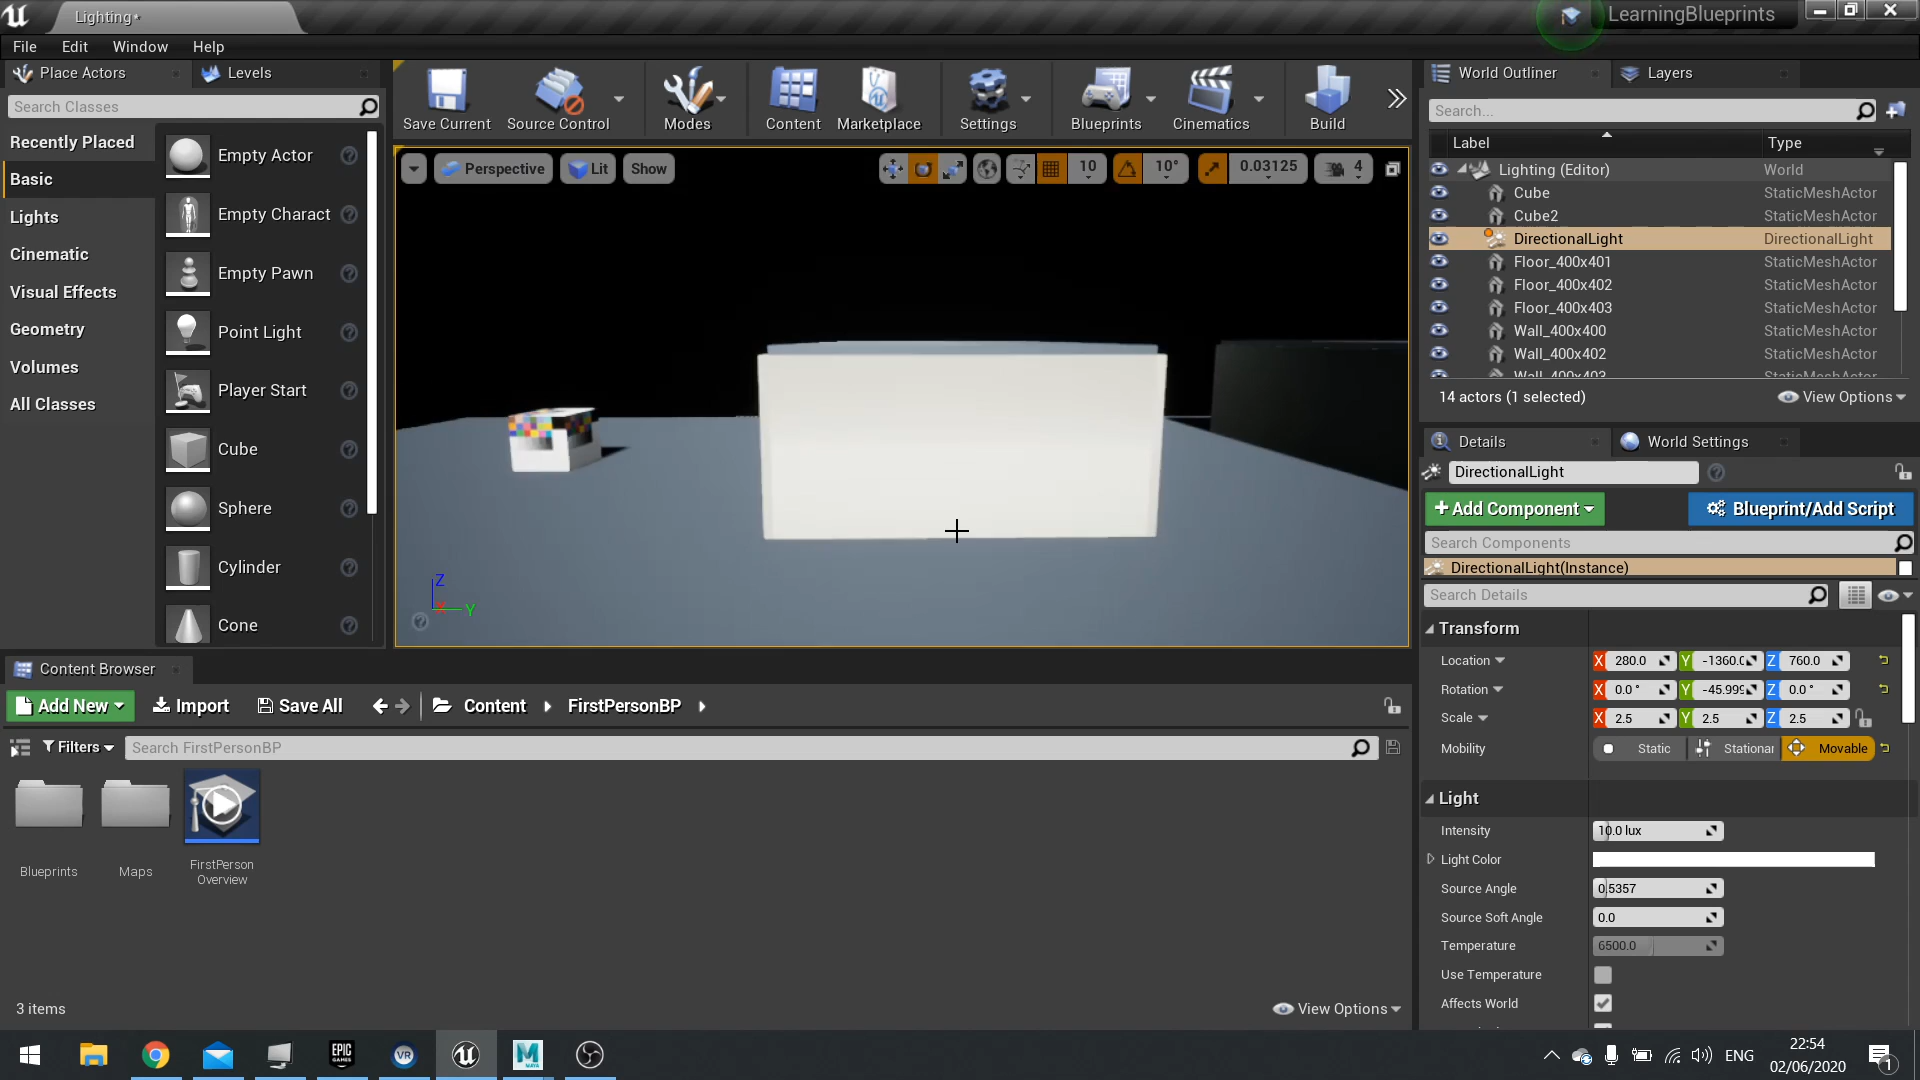 Lighting*
LearningBlueprints
File Edit Window Help
Place Actors
Levels
Search Classes
Recently Placed
Basic
Lights
Cinematic
Visual Effects
Geometry
Volumes
All Classes
Empty Actor
Empty Charact
Empty Pawn
Point Light
Player Start
Cube
Sphere
Cylinder
Cone
Save Current
Source Control
Modes
Content
Marketplace
Settings
Blueprints
Cinematics
Build
Perspective
Lit
Show
10
10°
0.03125
4
Z
X
Y
World Outliner
Layers
Search...
Label Type
Lighting (Editor) World
Cube StaticMeshActor
Cube2 StaticMeshActor
DirectionalLight DirectionalLight
Floor_400x401 StaticMeshActor
Floor_400x402 StaticMeshActor
Floor_400x403 StaticMeshActor
Wall_400x400 StaticMeshActor
Wall_400x402 StaticMeshActor
Wall_400x403 StaticMeshActor
14 actors (1 selected)
View Options
Details
World Settings
DirectionalLight
Add Component
Blueprint/Add Script
Search Components
DirectionalLight(Instance)
Search Details
Transform
Location X 280.0 Y -1360.0 Z 760.0
Rotation X 0.0 ° Y -45.999 Z 0.0 °
Scale X 2.5 Y 2.5 Z 2.5
Mobility Static Stationar Movable
Light
Intensity 10.0 lux
Light Color
Source Angle 0.5357
Source Soft Angle 0.0
Temperature 6500.0
Use Temperature
Affects World
Content Browser
Add New
Import
Save All
Content
FirstPersonBP
Filters
Search FirstPersonBP
Blueprints
Maps
FirstPerson
Overview
3 items
View Options
EPIC
GAMES
VR
MAYA
ENG
22:54
02/06/2020
1